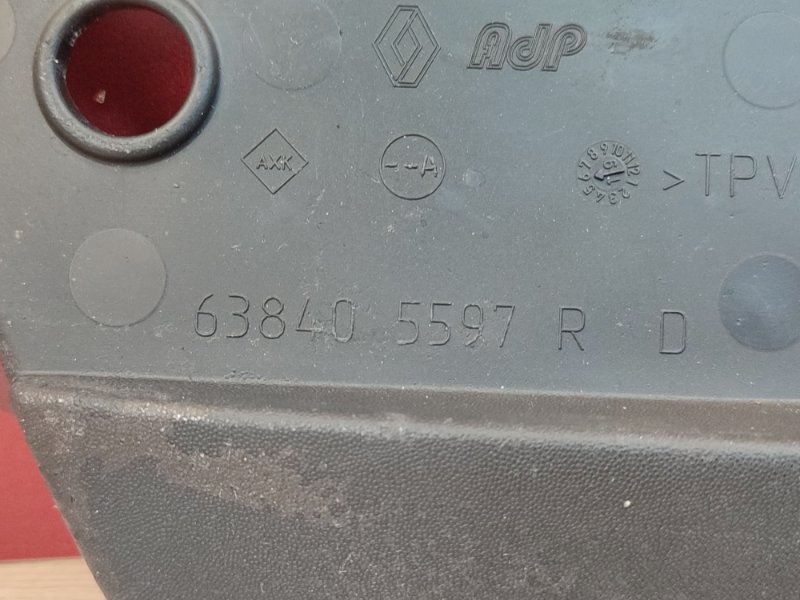 AdP
AXK
--A
>TPV
63840 5597 R D